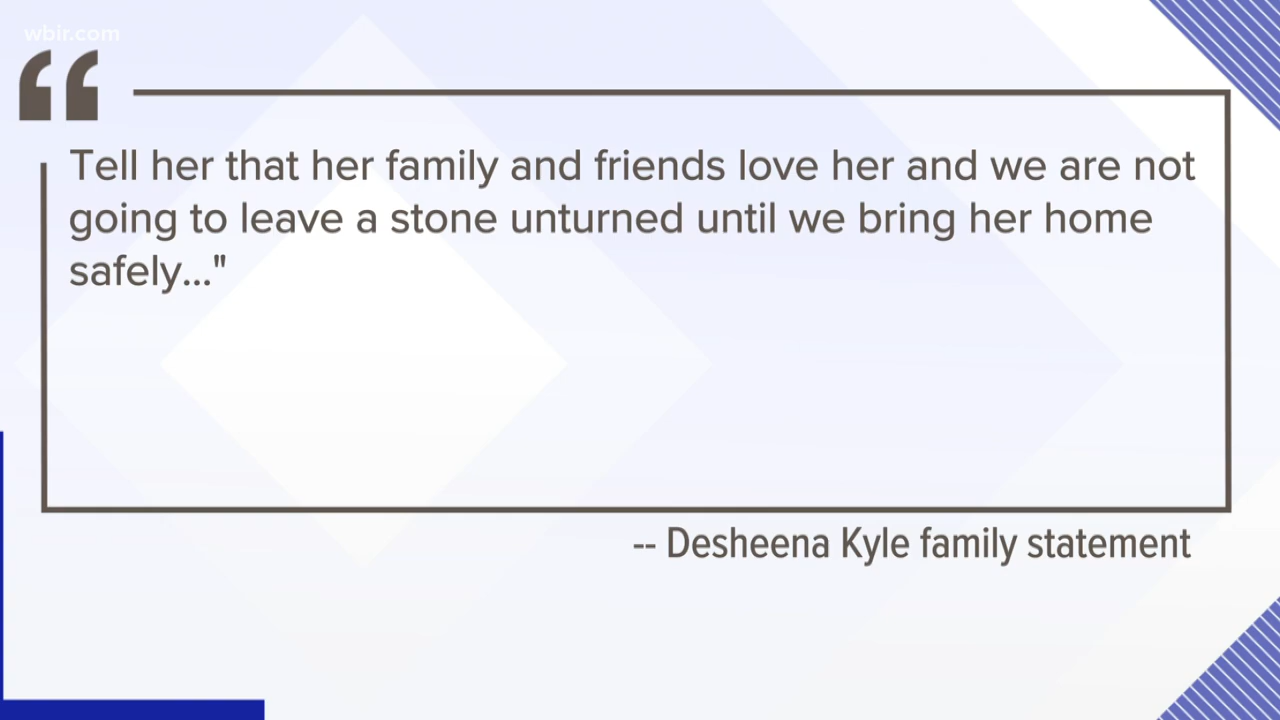 wbir.com
“
Tell her that her family and friends love her and we are not
going to leave a stone unturned until we bring her home
safely..."
-- Desheena Kyle family statement